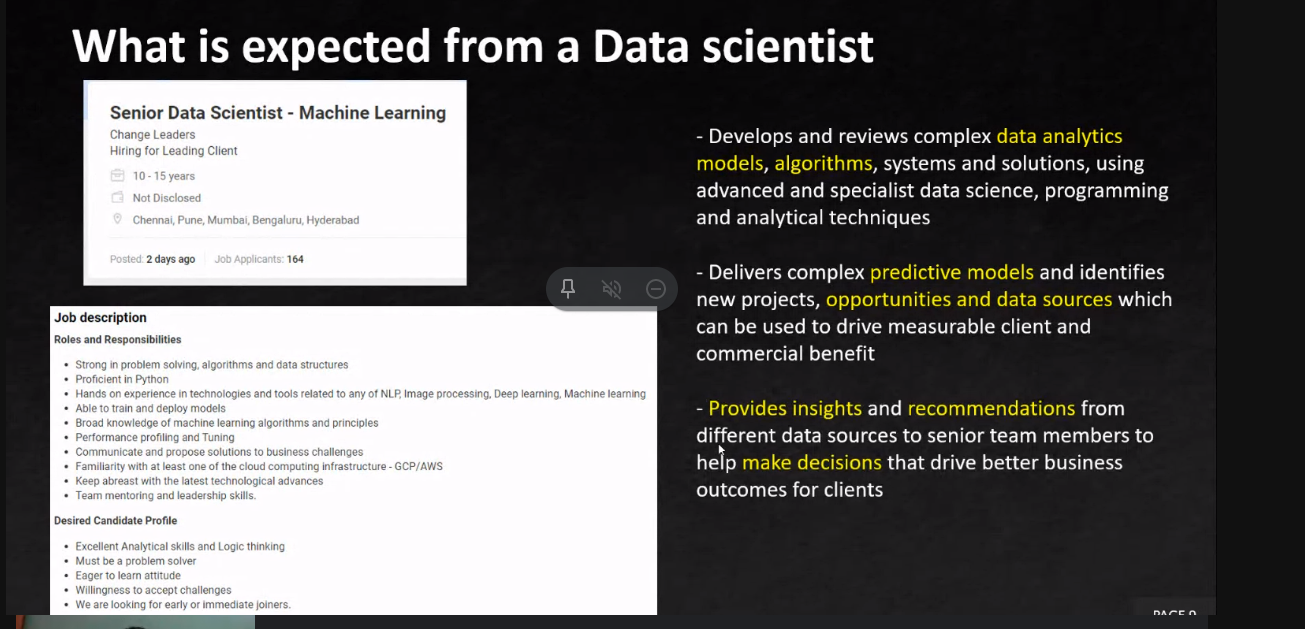 What is expected from a Data scientist
Senior Data Scientist - Machine Learning
Change Leaders
Hiring for Leading Client
10 - 15 years
Not Disclosed
Chennai, Pune, Mumbai, Bengaluru, Hyderabad
Posted: 2 days ago Job Applicants: 164
Job description
Roles and Responsibilities
• Strong in problem solving, algorithms and data structures
• Proficient in Python
• Hands on experience in technologies and tools related to any of NLP, Image processing, Deep learning, Machine learning
• Able to train and deploy models
• Broad knowledge of machine learning algorithms and principles
• Performance profiling and Tuning
• Communicate and propose solutions to business challenges
• Familiarity with at least one of the cloud computing infrastructure - GCP/AWS
• Keep abreast with the latest technological advances
• Team mentoring and leadership skills.
Desired Candidate Profile
• Excellent Analytical skills and Logic thinking
• Must be a problem solver
• Eager to learn attitude
• Willingness to accept challenges
• We are looking for early or immediate joiners.
- Develops and reviews complex data analytics
models, algorithms, systems and solutions, using
advanced and specialist data science, programming
and analytical techniques
- Delivers complex predictive models and identifies
new projects, opportunities and data sources which
can be used to drive measurable client and
commercial benefit
- Provides insights and recommendations from
different data sources to senior team members to
help make decisions that drive better business
outcomes for clients
PAGE 9